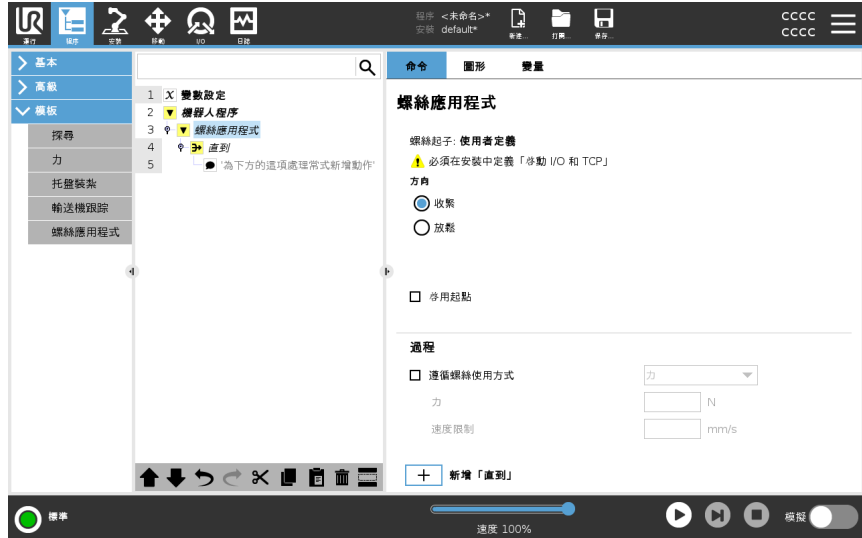 UR
運行
程序
安裝
移動
I/O
日誌
程序 <未命名>*
安裝 default*
新建...
打開...
保存...
cccc
cccc
基本
高級
模板
探尋
力
托盤裝紮
輸送機跟踪
螺絲應用程式
1 X 變數設定
2 機器人程序
3 螺絲應用程式
4 直到
5 '為下方的這項處理常式新增動作'
命令
圖形
變量
螺絲應用程式
螺絲起子: 使用者定義
必須在安裝中定義「啓動 I/O 和 TCP」
方向
收緊
放鬆
啓用起點
過程
遵循螺絲使用方式
力
力
N
速度限制
mm/s
新增「直到」
標準
速度 100%
模擬